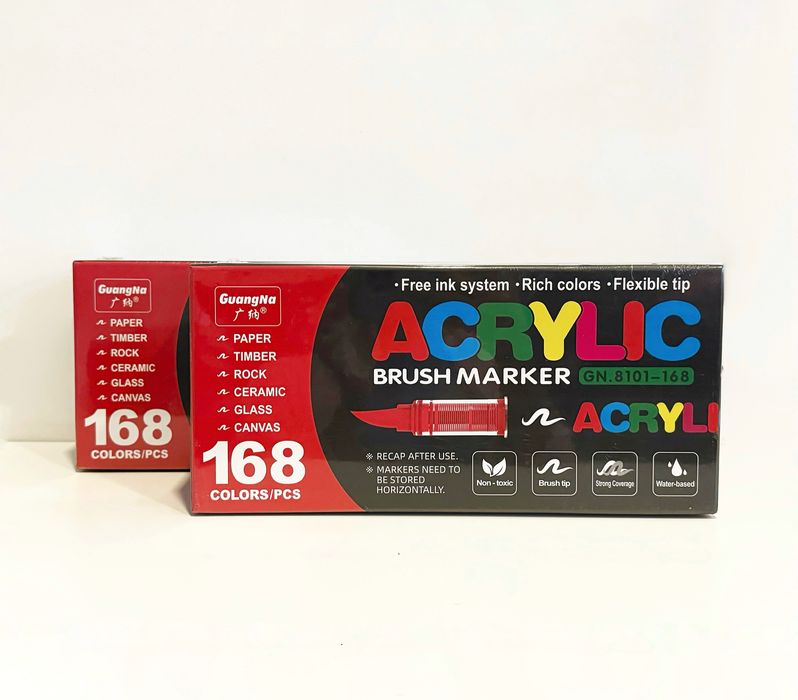 GuangNa
广纳®
PAPER
TIMBER
ROCK
CERAMIC
GLASS
CANVAS
168
COLORS/PCS
GuangNa
广纳®
PAPER
TIMBER
ROCK
CERAMIC
GLASS
CANVAS
168
COLORS/PCS
·Free ink system ·Rich colors ·Flexible tip
ACRYLIC
BRUSH MARKER GN.8101-168
ACRYLI
※ RECAP AFTER USE.
※ MARKERS NEED TO
BE STORED
HORIZONTALLY.
Non-toxic
Brush tip
Strong Coverage
Water-based